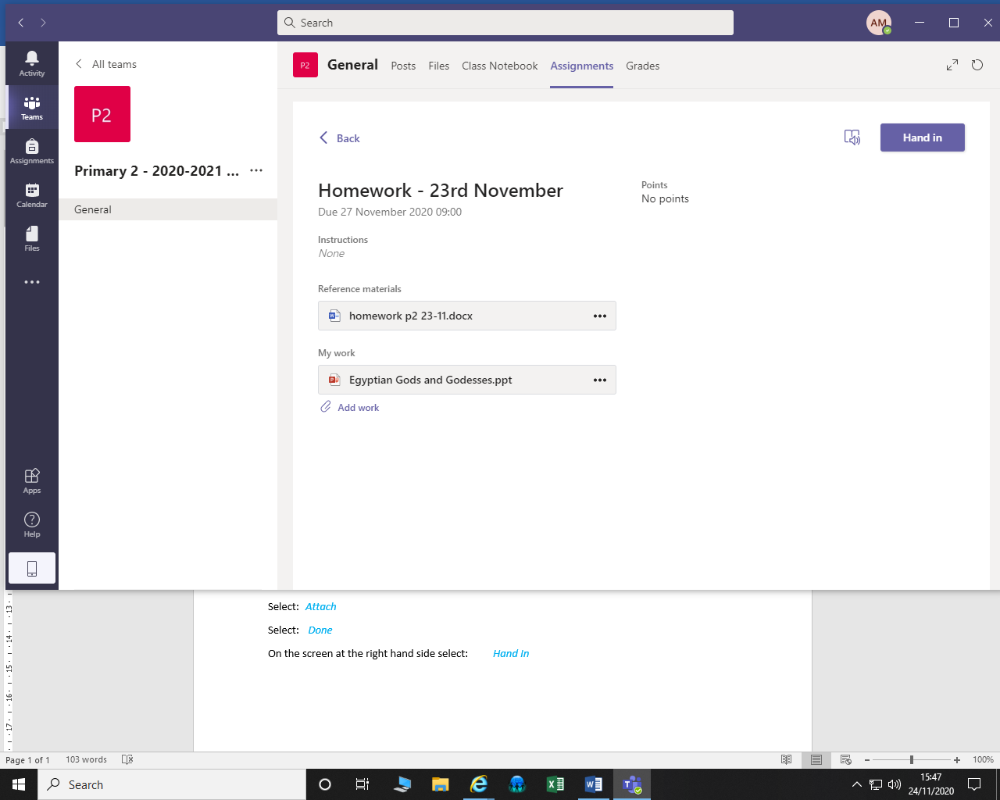 Search
AM
Activity
Teams
Assignments
Calendar
Files
Apps
Help
All teams
P2
Primary 2 - 2020-2021 ...
General
P2
General
Posts
Files
Class Notebook
Assignments
Grades
Back
Hand in
Homework - 23rd November
Due 27 November 2020 09:00
Points
No points
Instructions
None
Reference materials
homework p2 23-11.docx
My work
Egyptian Gods and Godesses.ppt
Add work
Select: Attach
Select: Done
On the screen at the right hand side select: Hand In
13
14
15
16
17
Page 1 of 1
103 words
100%
Search
15:47
24/11/2020